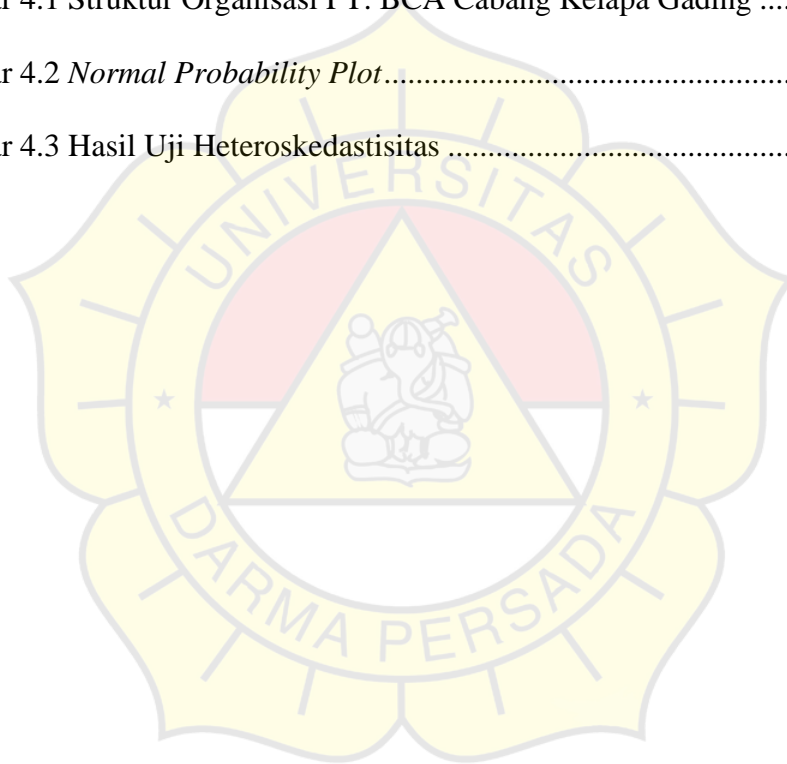 r 4.1 Struktur Organisasi PT. BCA Cabang Kelapa Gading ....
r 4.2 Normal Probability Plot.............................................................
r 4.3 Hasil Uji Heteroskedastisitas ...................................................
UNIVERSITAS
DARMA PERSADA